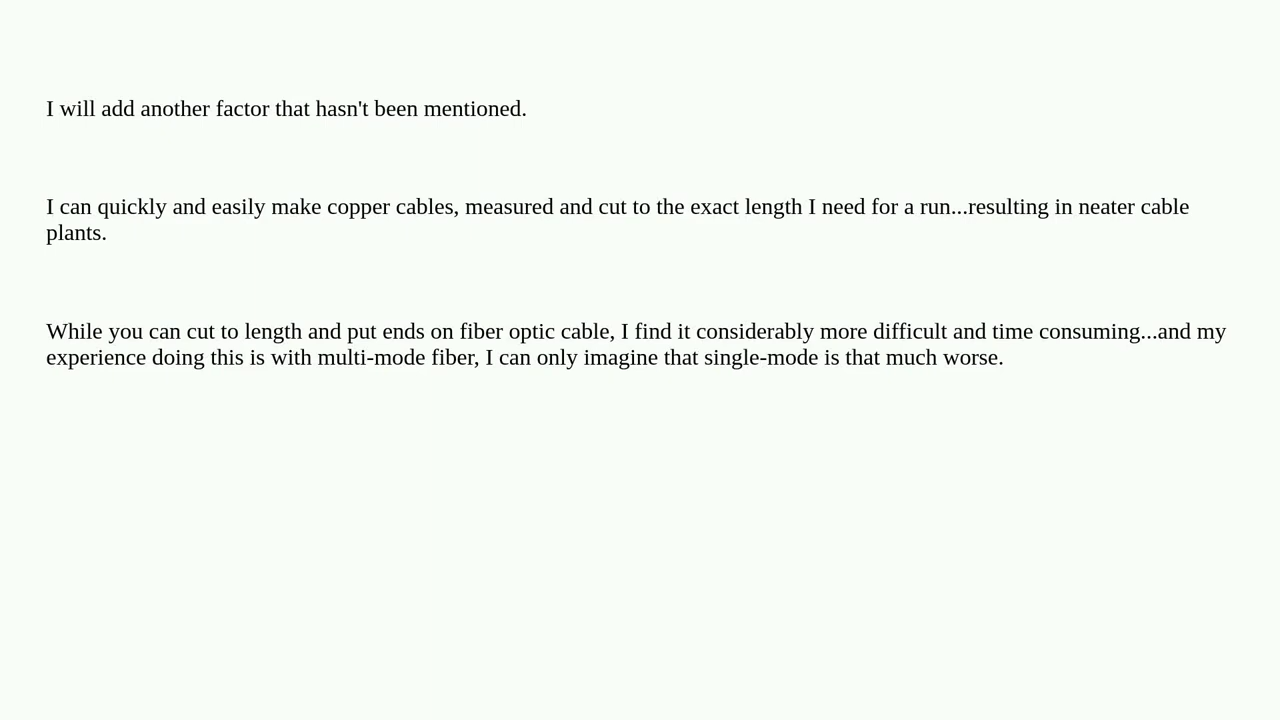 I will add another factor that hasn't been mentioned.
I can quickly and easily make copper cables, measured and cut to the exact length I need for a run...resulting in neater cable
plants.
While you can cut to length and put ends on fiber optic cable, I find it considerably more difficult and time consuming...and my
experience doing this is with multi-mode fiber, I can only imagine that single-mode is that much worse.